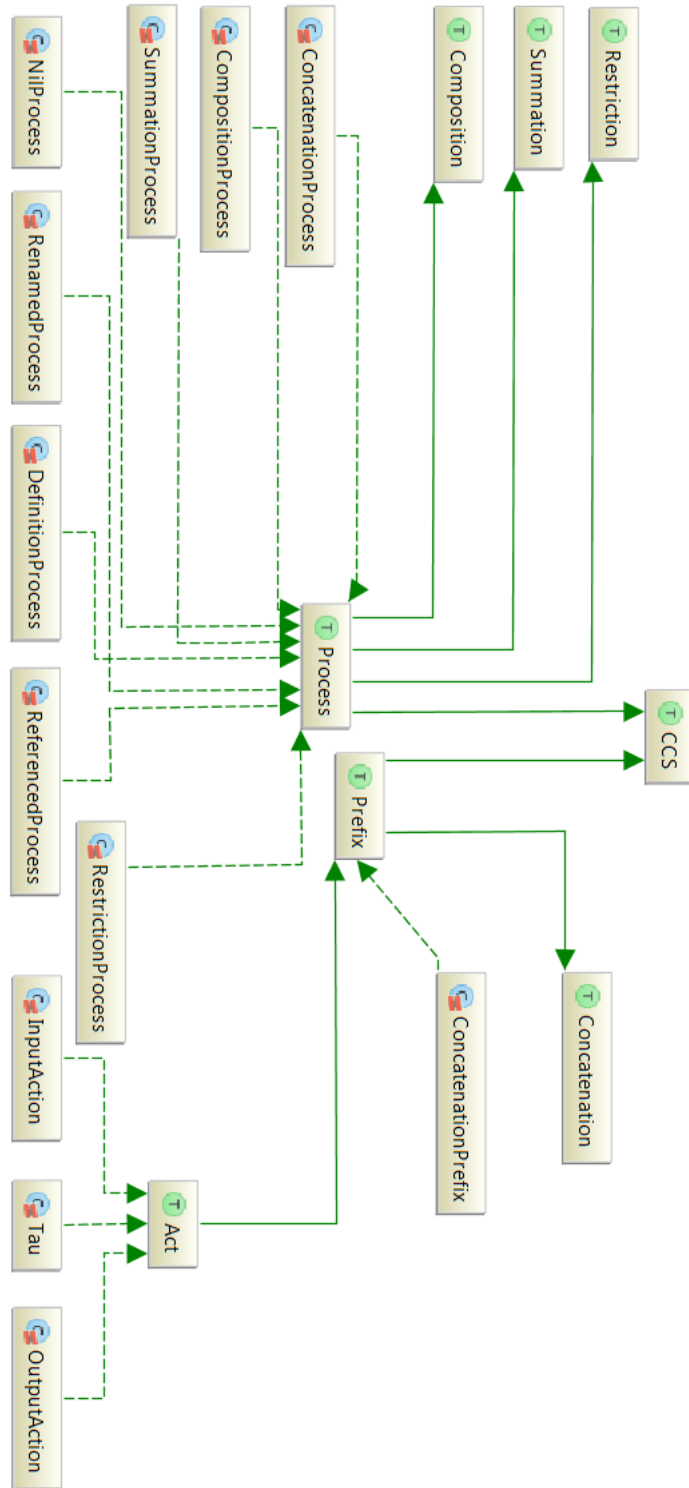 CCS
Restriction
Summation
Composition
Concatenation
ConcatenationProcess
CompositionProcess
SummationProcess
Process
Prefix
ConcatenationPrefix
RestrictionProcess
Act
NilProcess
RenamedProcess
DefinitionProcess
ReferencedProcess
InputAction
Tau
OutputAction